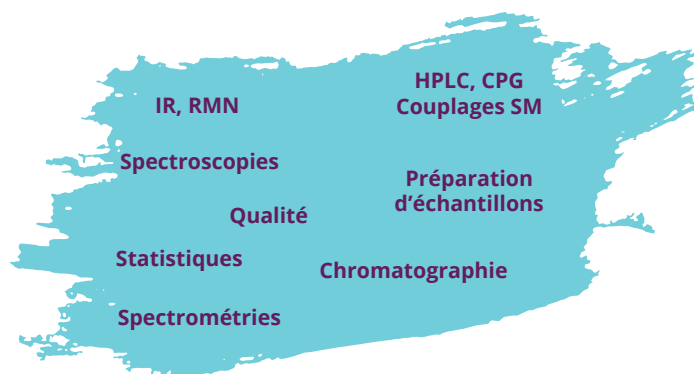 HPLC, CPG
Couplages SM
IR, RMN
Spectroscopies
Préparation
d’échantillons
Qualité
Statistiques
Chromatographie
Spectrométries